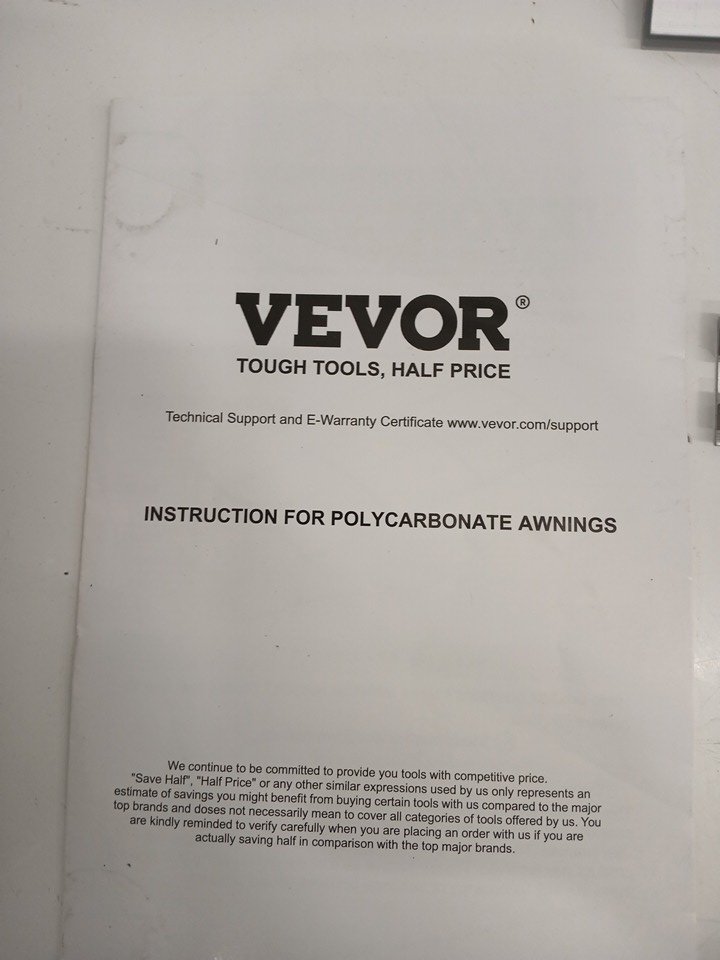 VEVOR®
TOUGH TOOLS, HALF PRICE
Technical Support and E-Warranty Certificate www.vevor.com/support
INSTRUCTION FOR POLYCARBONATE AWNINGS
We continue to be committed to provide you tools with competitive price.
"Save Half", "Half Price" or any other similar expressions used by us only represents an
estimate of savings you might benefit from buying certain tools with us compared to the major
top brands and doses not necessarily mean to cover all categories of tools offered by us. You
are kindly reminded to verify carefully when you are placing an order with us if you are
actually saving half in comparison with the top major brands.